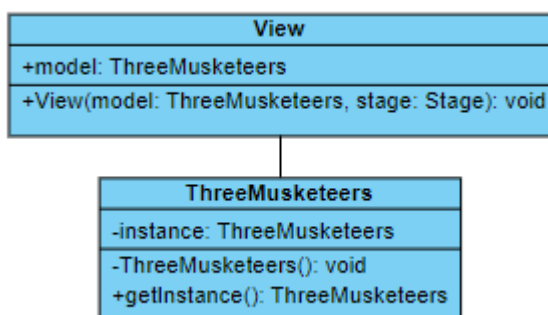 View
+model: ThreeMusketeers
+View(model: ThreeMusketeers, stage: Stage): void
ThreeMusketeers
-instance: ThreeMusketeers
-ThreeMusketeers(): void
+getInstance(): ThreeMusketeers